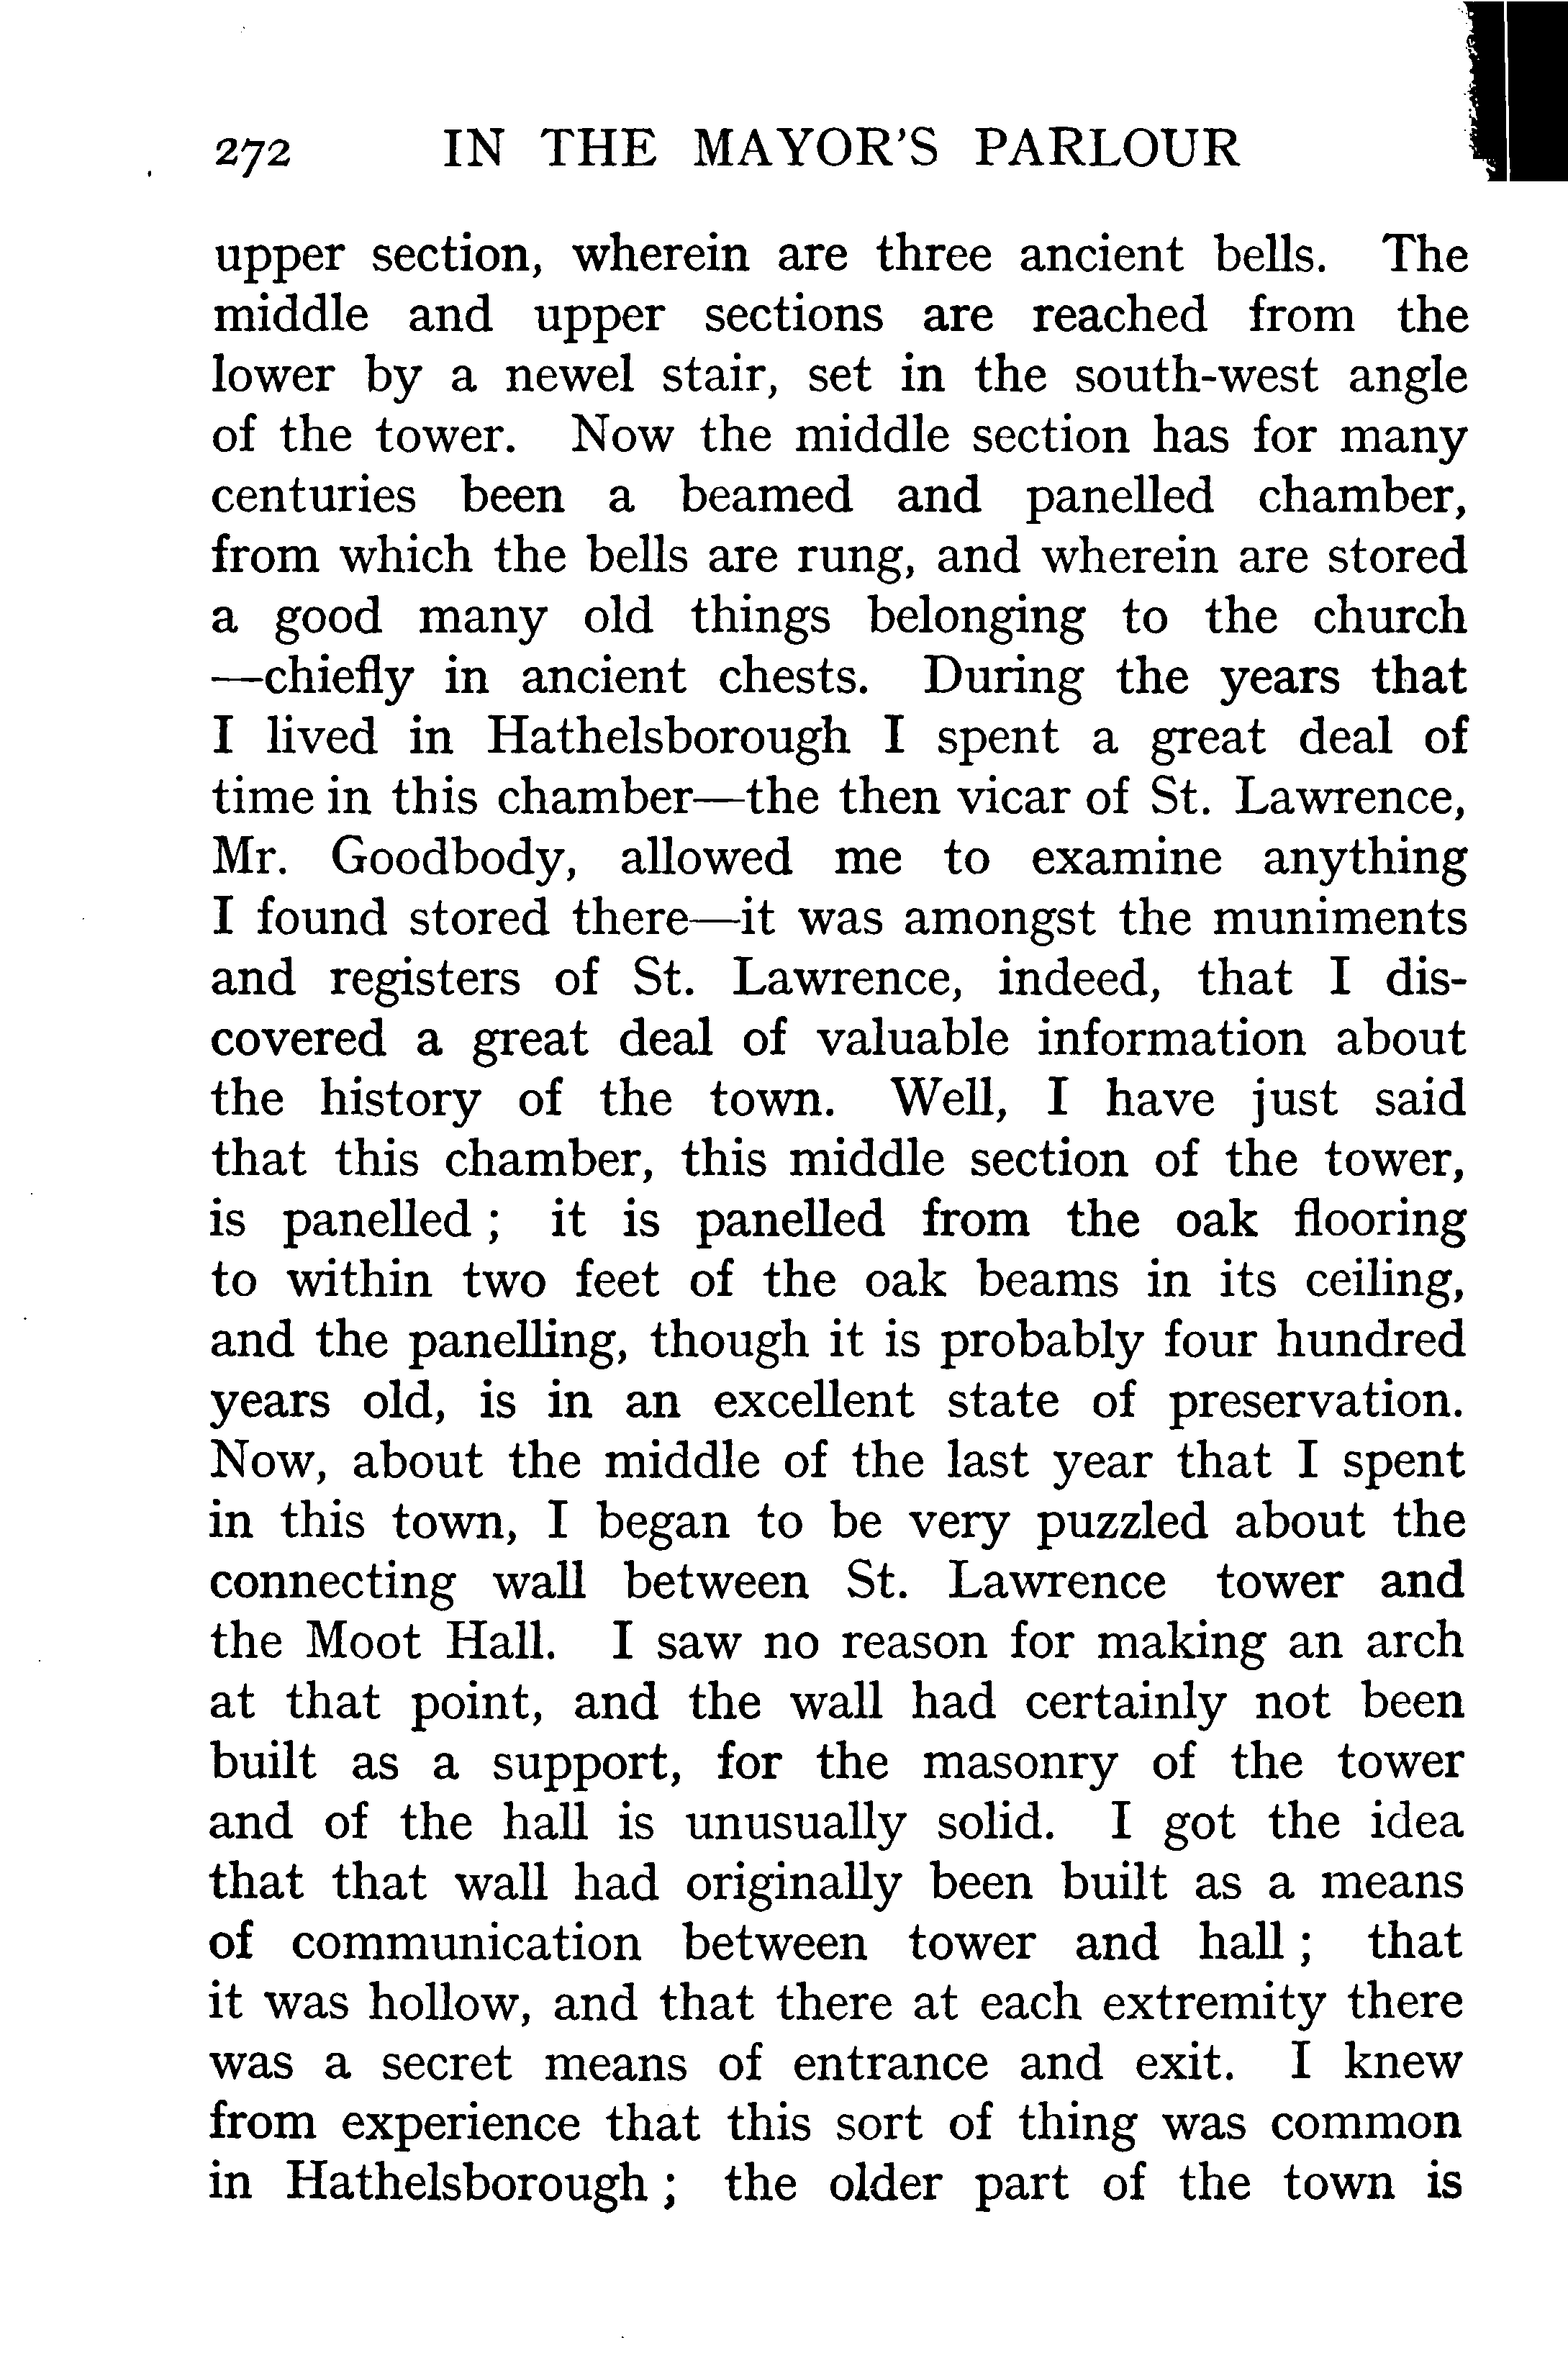 272 IN THE MAYOR'S PARLOUR
upper section, wherein are three ancient bells. The
middle and upper sections are reached from the
lower by a newel stair, set in the south-west angle
of the tower. Now the middle section has for many
centuries been a beamed and panelled chamber,
from which the bells are rung, and wherein are stored
a good many old things belonging to the church
—chiefly in ancient chests. During the years that
I lived in Hathelsborough I spent a great deal of
time in this chamber—the then vicar of St. Lawrence,
Mr. Goodbody, allowed me to examine anything
I found stored there—it was amongst the muniments
and registers of St. Lawrence, indeed, that I dis-
covered a great deal of valuable information about
the history of the town. Well, I have just said
that this chamber, this middle section of the tower,
is panelled ; it is panelled from the oak flooring
to within two feet of the oak beams in its ceiling,
and the panelling, though it is probably four hundred
years old, is in an excellent state of preservation.
Now, about the middle of the last year that I spent
in this town, I began to be very puzzled about the
connecting wall between St. Lawrence tower and
the Moot Hall. I saw no reason for making an arch
at that point, and the wall had certainly not been
built as a support, for the masonry of the tower
and of the hall is unusually solid. I got the idea
that that wall had originally been built as a means
of communication between tower and hall ; that
it was hollow, and that there at each extremity there
was a secret means of entrance and exit. I knew
from experience that this sort of thing was common
in Hathelsborough ; the older part of the town is